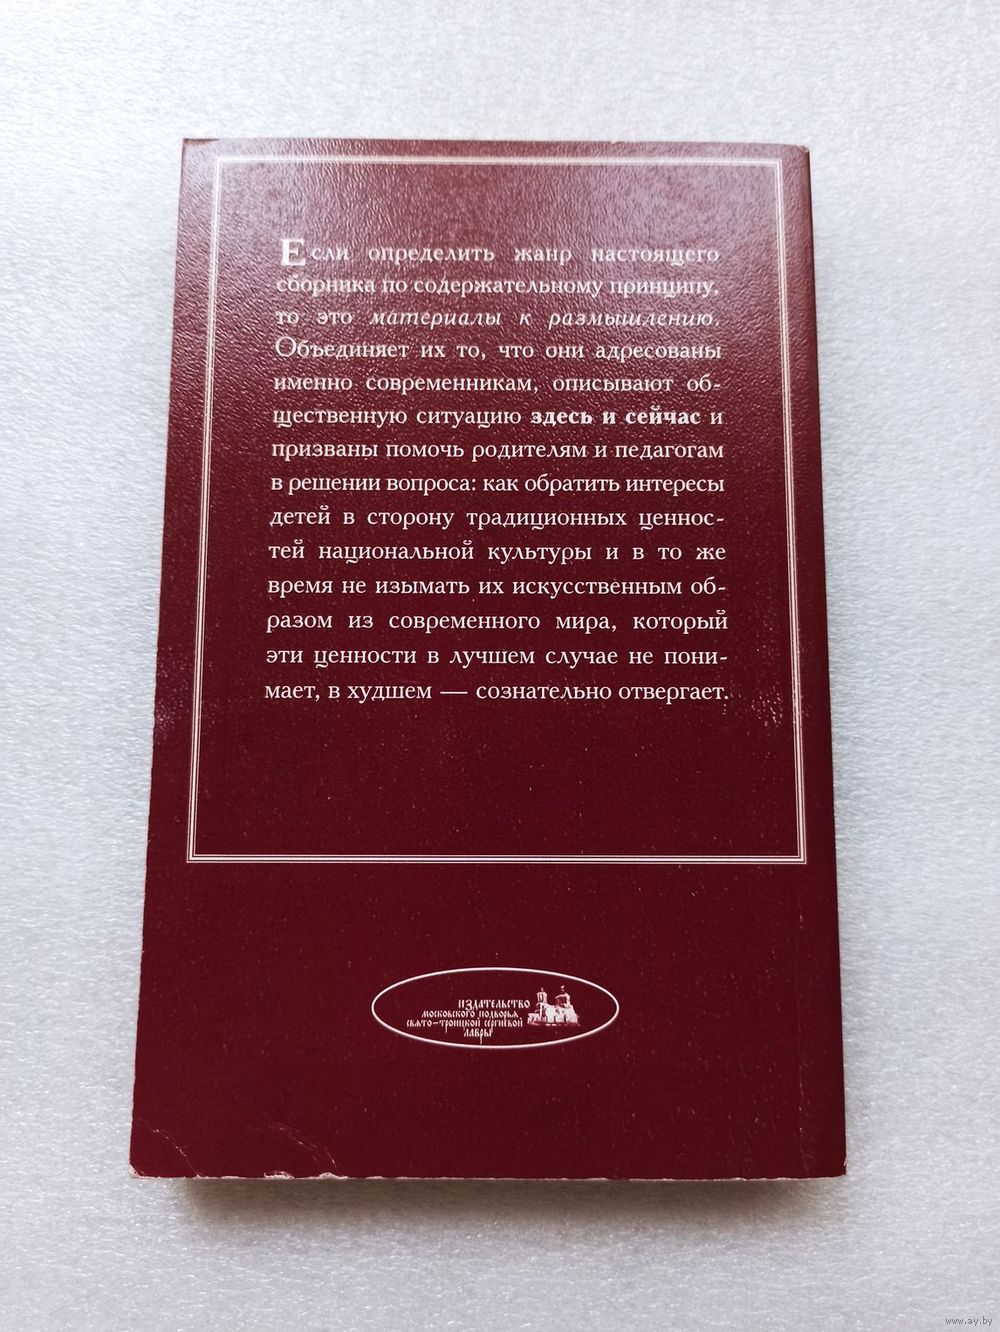 Если определить жанр настоящего
сборника по содержательному принципу,
то это материалы к размышлению.
Объединяет их то, что они адресованы
именно современникам, описывают об-
щественную ситуацию здесь и сейчас и
призваны помочь родителям и педагогам
в решении вопроса: как обратить интересы
детей в сторону традиционных ценнос-
тей национальной культуры и в то же
время не изымать их искусственным об-
разом из современного мира, который
эти ценности в лучшем случае не пони-
мает, в худшем — сознательно отвергает.
ИЗДАТЕЛЬСТВО
МОСКОВСКОГО ПОДВОРЬЯ
СВЯТО-ТРОИЦКОЙ СЕРГИЕВОЙ
ЛАВРЫ
www.ay.by